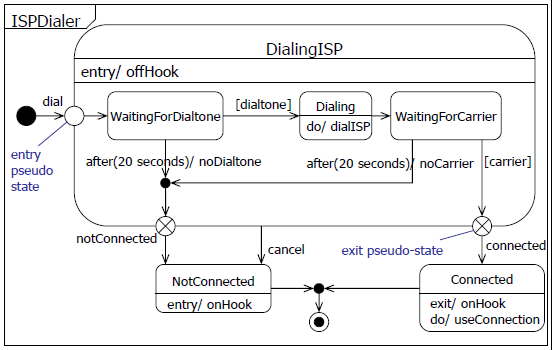 ISPDialer
DialingISP
entry/ offHook
dial
WaitingForDialtone
[dialtone]
Dialing
do/ dialISP
WaitingForCarrier
entry
pseudo
state
after(20 seconds)/ noDialtone
after(20 seconds)/ noCarrier
[carrier]
notConnected
cancel
exit pseudo-state
connected
NotConnected
entry/ onHook
Connected
exit/ onHook
do/ useConnection